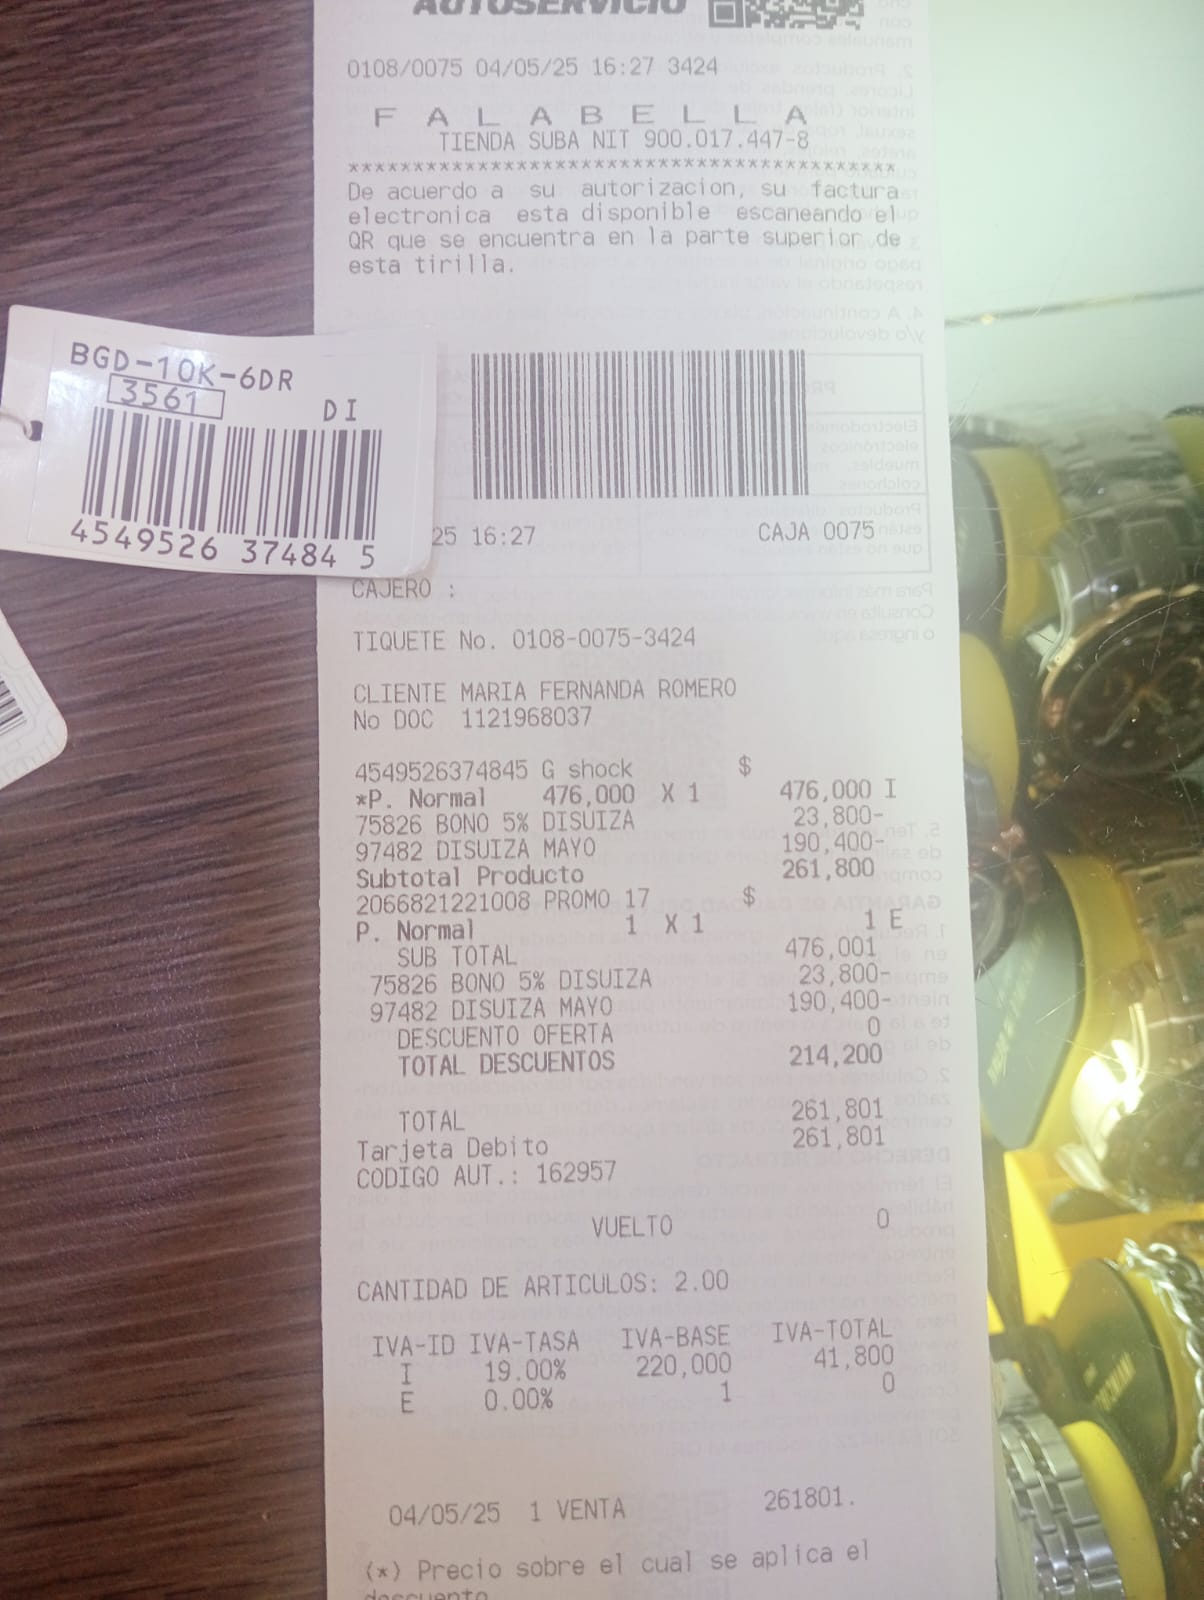 AUTOSERVICIO
0108/0075 04/05/25 16:27 3424
F A L A B E L L A
TIENDA SUBA NIT 900.017.447-8
******************************************
De acuerdo a su autorizacion, su factura
electronica esta disponible escaneando el
QR que se encuentra en la parte superior de
esta tirilla.
BGD-10K-6DR
3561
DI
4549526 37484 5
25 16:27 CAJA 0075
CAJERO :
TIQUETE No. 0108-0075-3424
CLIENTE MARIA FERNANDA ROMERO
No DOC 1121968037
4549526374845 G shock $
*P. Normal 476,000 X 1 476,000 I
75826 BONO 5% DISUIZA 23,800-
97482 DISUIZA MAYO 190,400-
Subtotal Producto 261,800
2066821221008 PROMO 17 $
P. Normal 1 X 1 1 E
SUB TOTAL 476,001
75826 BONO 5% DISUIZA 23,800-
97482 DISUIZA MAYO 190,400-
DESCUENTO OFERTA 0
TOTAL DESCUENTOS 214,200
TOTAL 261,801
Tarjeta Debito 261,801
CODIGO AUT.: 162957
VUELTO 0
CANTIDAD DE ARTICULOS: 2.00
IVA-ID IVA-TASA IVA-BASE IVA-TOTAL
I 19.00% 220,000 41,800
E 0.00% 1 0
04/05/25 1 VENTA 261801.
(*) Precio sobre el cual se aplica el
descuento